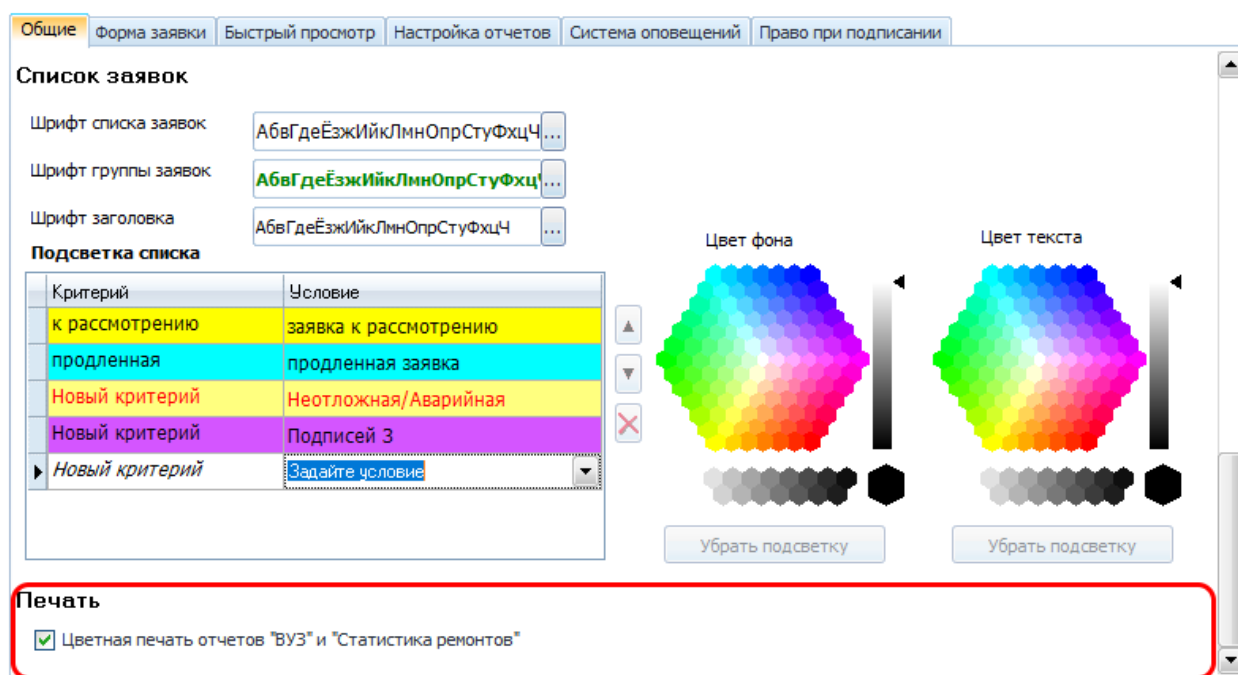 Общие Форма заявки Быстрый просмотр Настройка отчетов Система оповещений Право при подписании
Список заявок
Шрифт списка заявок АбвГдеЁзжИйкЛмнОпрСтуФхцЧ ...
Шрифт группы заявок АбвГдеЁзжИйкЛмнОпрСтуФхц ...
Шрифт заголовка АбвГдеЁзжИйкЛмнОпрСтуФхцЧ ...
Подсветка списка
Цвет фона Цвет текста
Критерий Условие
к рассмотрению заявка к рассмотрению
продленная продленная заявка
Новый критерий Неотложная/Аварийная
Новый критерий Подписей 3
Новый критерий Задайте условие
Убрать подсветку Убрать подсветку
Печать
Цветная печать отчетов "ВУЗ" и "Статистика ремонтов"